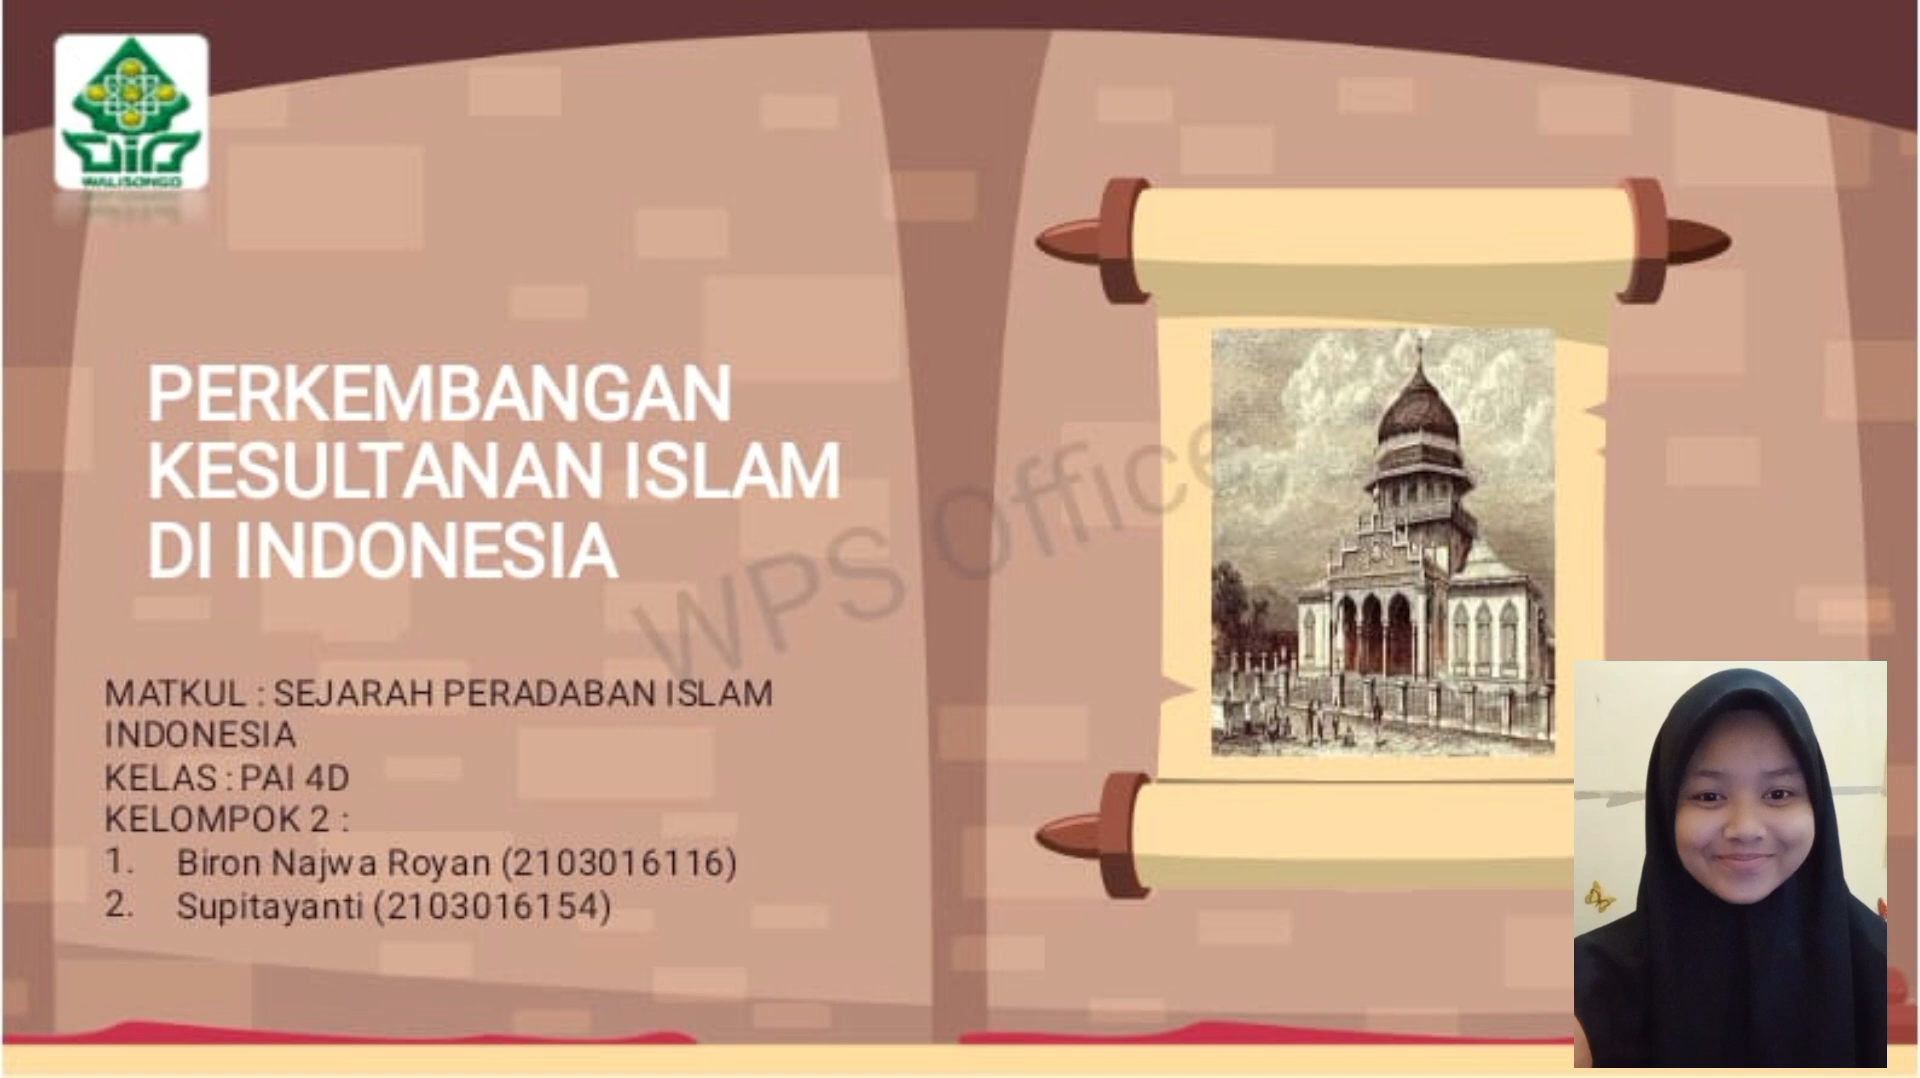 WALISONGO
PERKEMBANGAN
KESULTANAN ISLAM
DI INDONESIA
MATKUL : SEJARAH PERADABAN ISLAM
INDONESIA
KELAS : PAI 4D
KELOMPOK 2 :
1. Biron Najwa Royan (2103016116)
2. Supitayanti (2103016154)
WPS Office